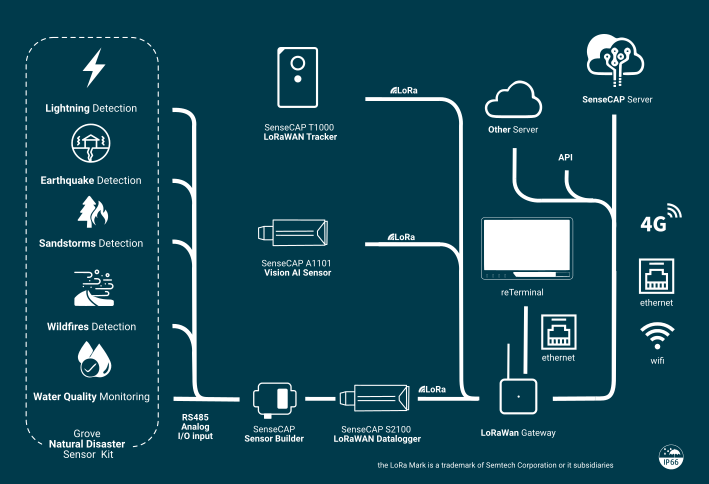 Lightning Detection
Earthquake Detection
Sandstorms Detection
Wildfires Detection
Water Quality Monitoring
Grove
Natural Disaster
Sensor Kit
RS485
Analog
I/O input
SenseCAP T1000
LoRaWAN Tracker
LoRa
SenseCAP A1101
Vision AI Sensor
LoRa
SenseCAP
Sensor Builder
SenseCAP S2100
LoRaWAN Datalogger
LoRa
Other Server
API
SenseCAP Server
reTerminal
ethernet
LoRaWan Gateway
4G
ethernet
wifi
the LoRa Mark is a trademark of Semtech Corporation or it subsidiaries
IP66